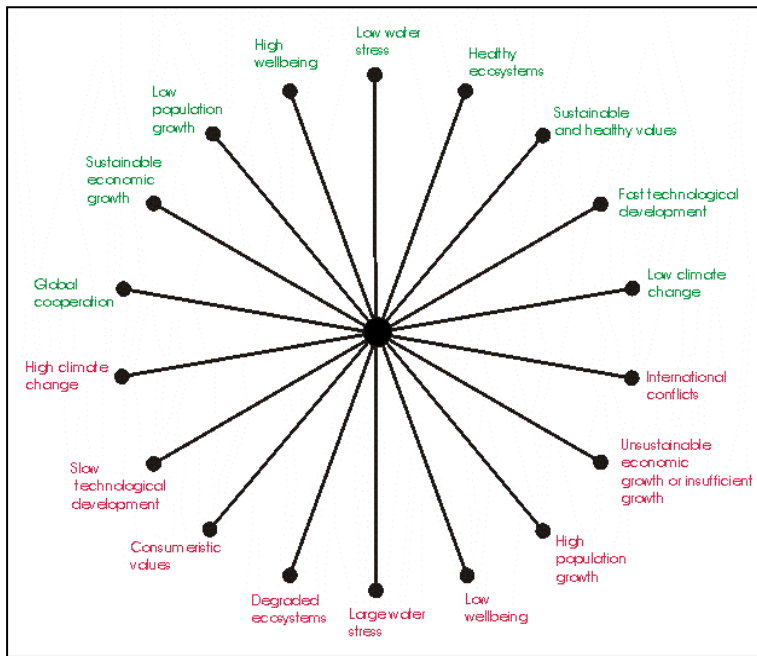 Low water
stress
Healthy
ecosystems
Sustainable
and healthy values
Fast technological
development
Low climate
change
International
conflicts
Unsustainable
economic
growth or insufficient
growth
High
population
growth
Low
wellbeing
Large water
stress
Degraded
ecosystems
Consumeristic
values
Slow
technological
development
High climate
change
Global
cooperation
Sustainable
economic
growth
Low
population
growth
High
wellbeing